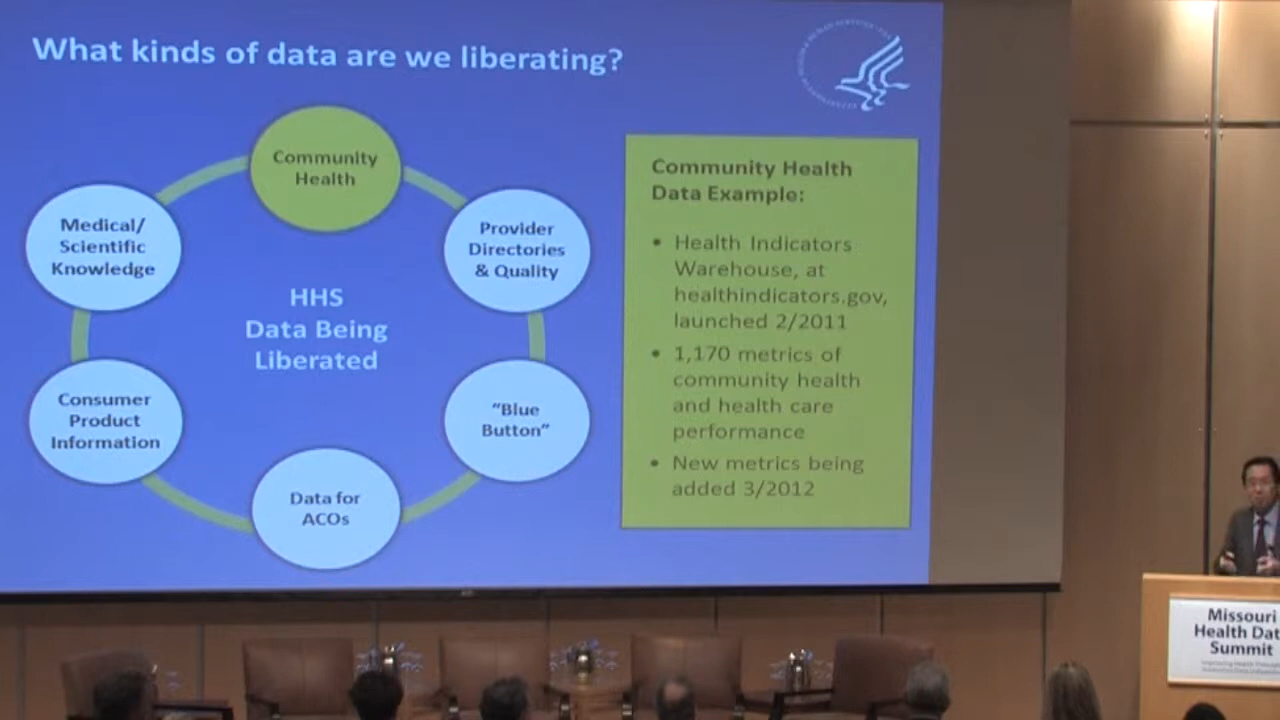 What kinds of data are we liberating?
Community
Health
Provider
Directories
& Quality
"Blue
Button"
Data for
ACOs
Consumer
Product
Information
Medical/
Scientific
Knowledge
HHS
Data Being
Liberated
Community Health
Data Example:
• Health Indicators
Warehouse, at
healthindicators.gov,
launched 2/2011
• 1,170 metrics of
community health
and health care
performance
• New metrics being
added 3/2012
Missouri
Health Dat
Summit